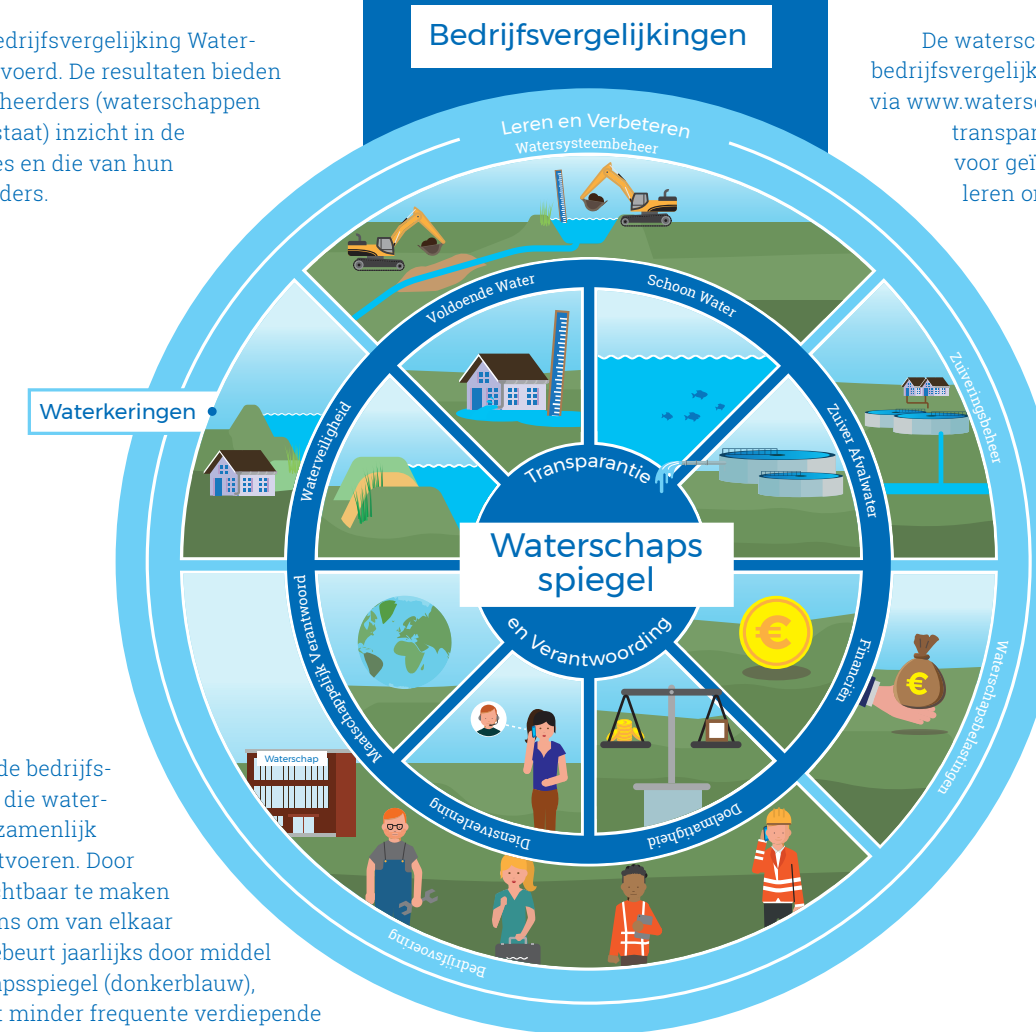 Bedrijfsvergelijkingen
edrijfsvergelijking Water-
voerd. De resultaten bieden
heerders (waterschappen
staat) inzicht in de
es en die van hun
ders.
De watersc
bedrijfsvergelijk
via www.watersc
transpar
voor geï
leren o
Leren en Verbeteren
Watersysteembeheer
Voldoende Water
Schoon Water
Waterkeringen
Waterveiligheid
Zuiver Afvalwater
Zuiveringsbeheer
Transparantie
Waterschaps
spiegel
en Verantwoording
Maatschappelijk Verantwoord
Financiën
Waterschapsbelastingen
Waterschap
Dienstverlening
Doelmatigheid
Bedrijfsvoering
de bedrijfs-
die water-
zamenlijk
tvoeren. Door
chtbaar te maken
ns om van elkaar
ebeurt jaarlijks door middel
apsspiegel (donkerblauw),
t minder frequente verdiepende